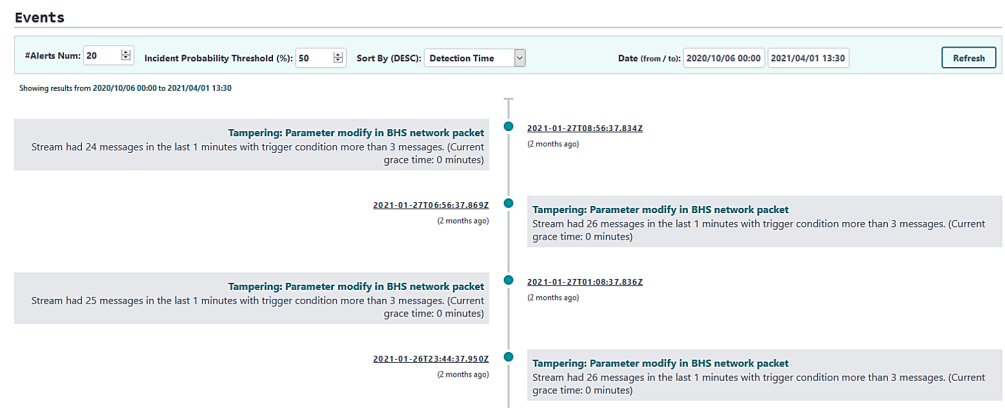 Events
#Alerts Num: 20 Incident Probability Threshold (%): 50 Sort By (DESC): Detection Time Date (from / to): 2020/10/06 00:00 2021/04/01 13:30 Refresh
Showing results from 2020/10/06 00:00 to 2021/04/01 13:30
Tampering: Parameter modify in BHS network packet
Stream had 24 messages in the last 1 minutes with trigger condition more than 3 messages. (Current
grace time: 0 minutes)
2021-01-27T08:56:37.834Z
(2 months ago)
2021-01-27T06:56:37.869Z
(2 months ago)
Tampering: Parameter modify in BHS network packet
Stream had 26 messages in the last 1 minutes with trigger condition more than 3 messages. (Current
grace time: 0 minutes)
Tampering: Parameter modify in BHS network packet
Stream had 25 messages in the last 1 minutes with trigger condition more than 3 messages. (Current
grace time: 0 minutes)
2021-01-27T01:08:37.836Z
(2 months ago)
2021-01-26T23:44:37.950Z
(2 months ago)
Tampering: Parameter modify in BHS network packet
Stream had 26 messages in the last 1 minutes with trigger condition more than 3 messages. (Current
grace time: 0 minutes)